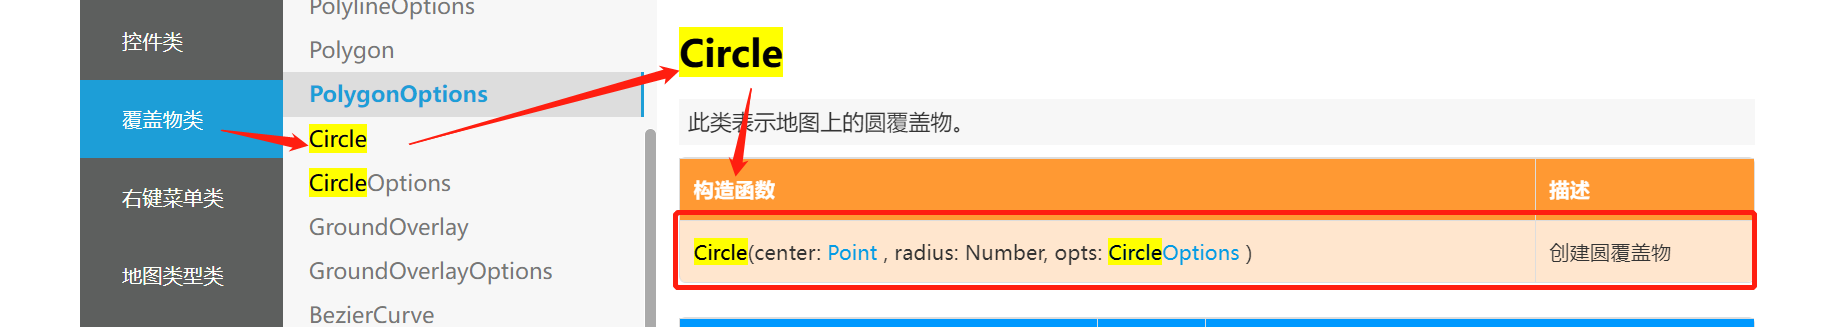 控件类
覆盖物类
右键菜单类
地图类型类
PolylineOptions
Polygon
PolygonOptions
Circle
CircleOptions
GroundOverlay
GroundOverlayOptions
BezierCurve
Circle
此类表示地图上的圆覆盖物。
构造函数 描述
Circle(center: Point , radius: Number, opts: CircleOptions ) 创建圆覆盖物